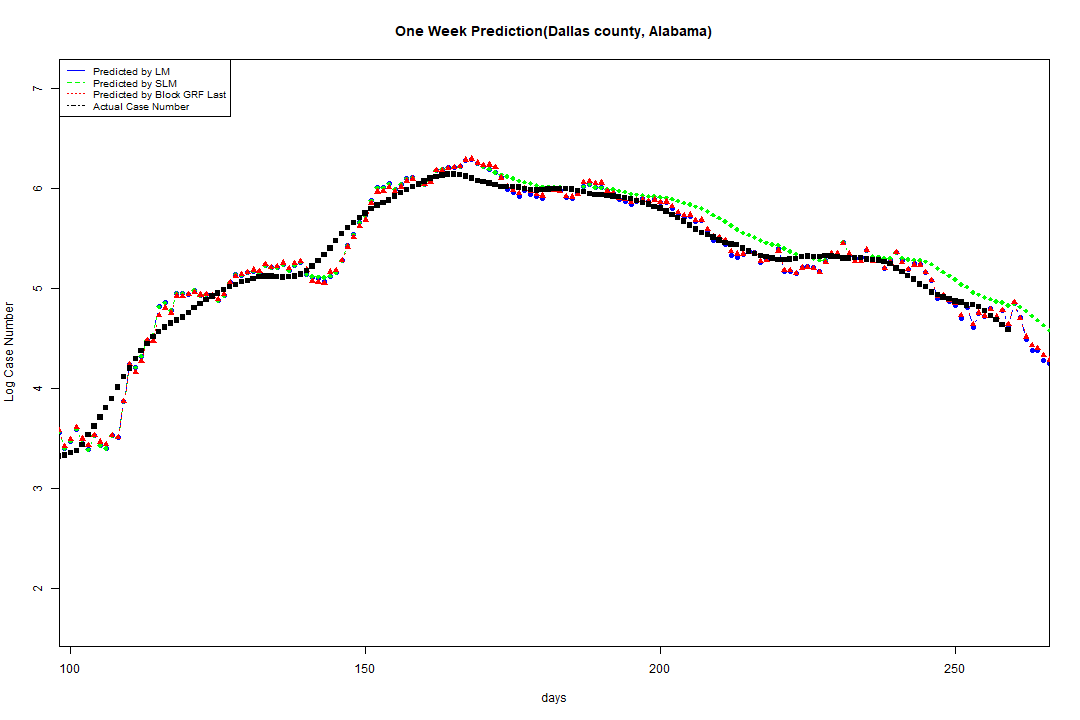 One Week Prediction(Dallas county, Alabama)
Predicted by LM
Predicted by SLM
Predicted by Block GRF Last
Actual Case Number
7
6
5
4
3
2
Log Case Number
100 150 200 250
days